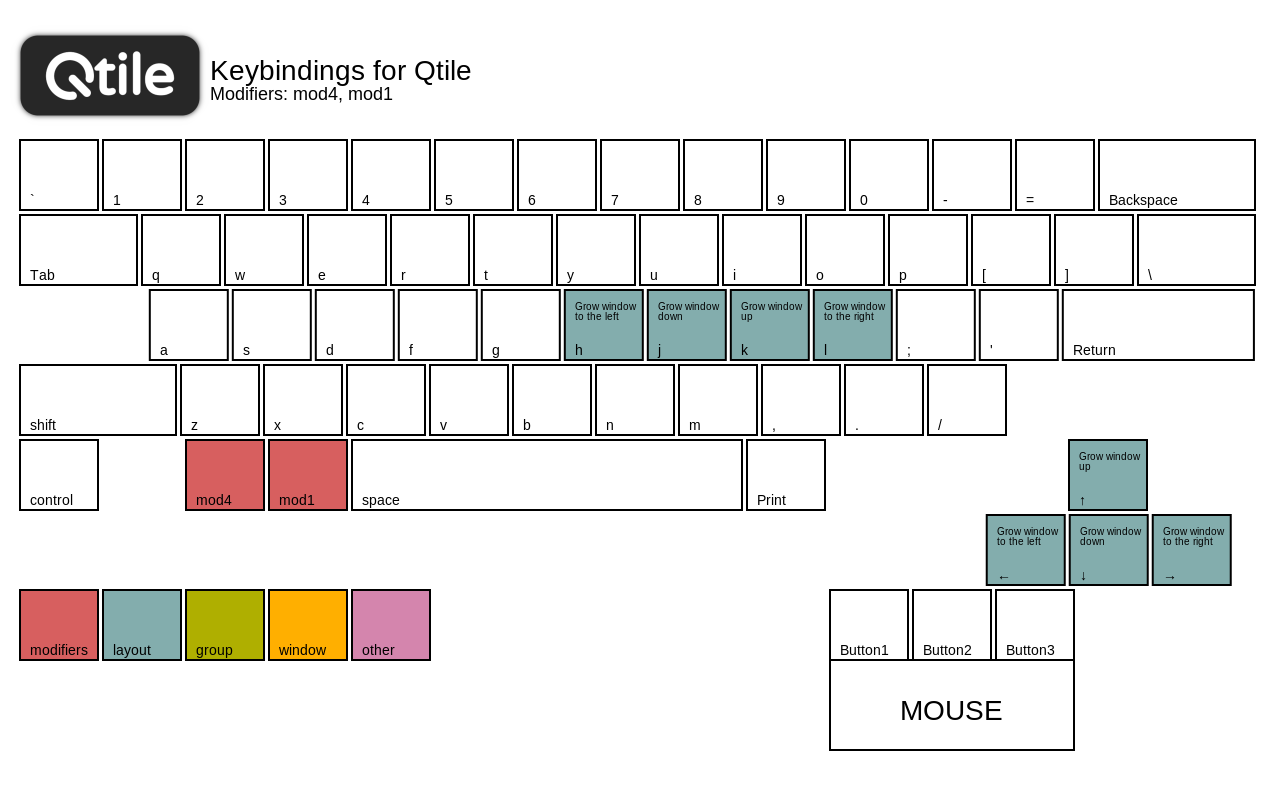 Qtile
Keybindings for Qtile
Modifiers: mod4, mod1
` 1 2 3 4 5 6 7 8 9 0 - = Backspace
Tab q w e r t y u i o p [ ] \
Grow window Grow window Grow window Grow window
to the left down up to the right
a s d f g h j k l ; ' Return
shift z x c v b n m , . /
Grow window
up
control mod4 mod1 space Print ↑
Grow window Grow window Grow window
to the left down to the right
← ↓ →
modifiers layout group window other Button1 Button2 Button3
MOUSE